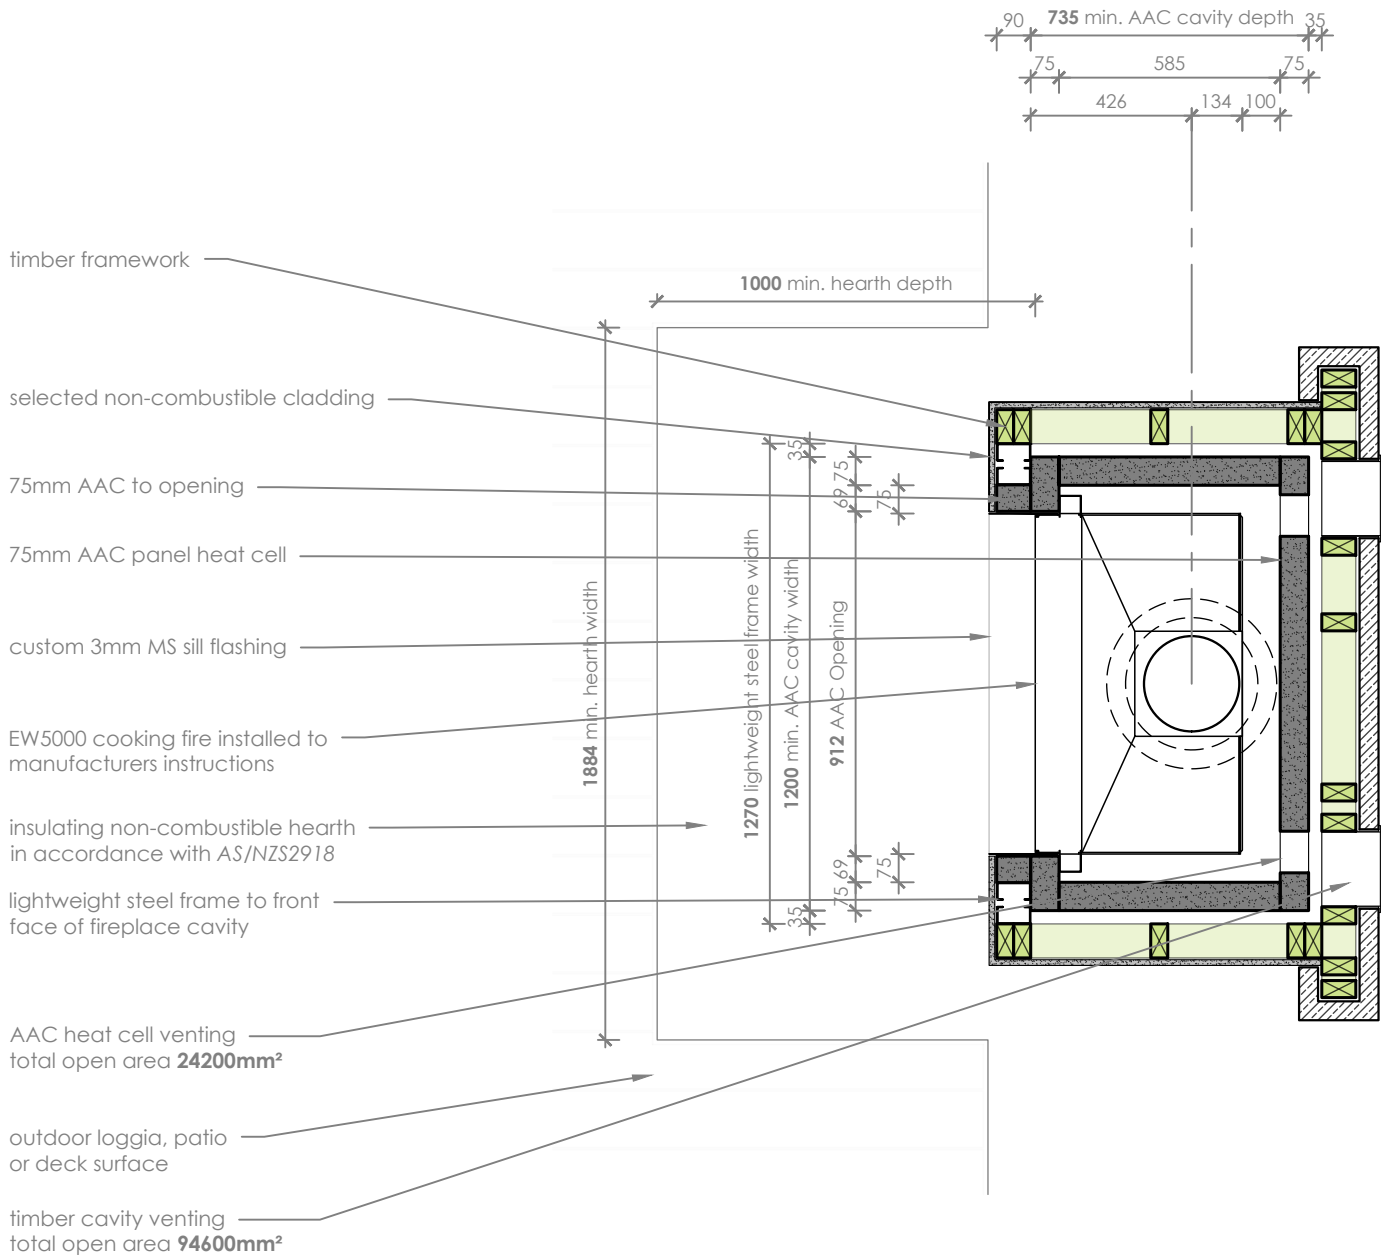 90 735 min. AAC cavity depth 35
75 585 75
426 134 100
timber framework
1000 min. hearth depth
selected non-combustible cladding
75mm AAC to opening
75mm AAC panel heat cell
custom 3mm MS sill flashing
EW5000 cooking fire installed to
manufacturers instructions
insulating non-combustible hearth
in accordance with AS/NZS2918
lightweight steel frame to front
face of fireplace cavity
AAC heat cell venting
total open area 24200mm²
outdoor loggia, patio
or deck surface
timber cavity venting
total open area 94600mm²
1884 min. hearth width
1270 lightweight steel frame width
35
1200 min. AAC cavity width
35
75
69
912 AAC Opening
69
75
75
75